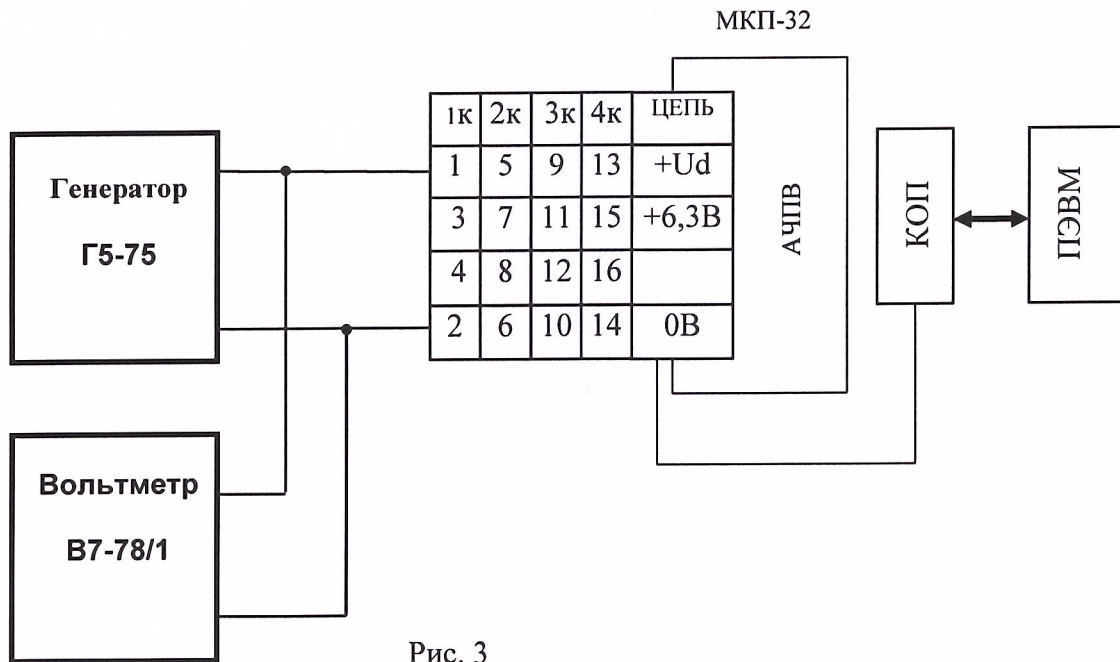 МКП-32
1к 2к 3к 4к ЦЕПЬ
1 5 9 13 +Ud
3 7 11 15 +6,3В
4 8 12 16
2 6 10 14 0В
Генератор
Г5-75
АЧПВ
КОП
ПЭВМ
Вольтметр
В7-78/1
Рис. 3